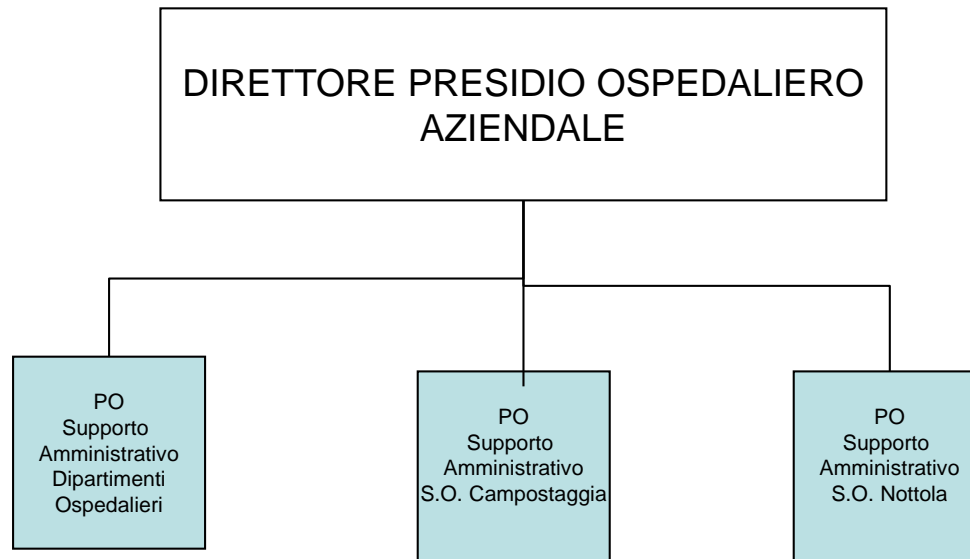 DIRETTORE PRESIDIO OSPEDALIERO
AZIENDALE
PO
Supporto
Amministrativo
Dipartimenti
Ospedalieri
PO
Supporto
Amministrativo
S.O. Campostaggia
PO
Supporto
Amministrativo
S.O. Nottola